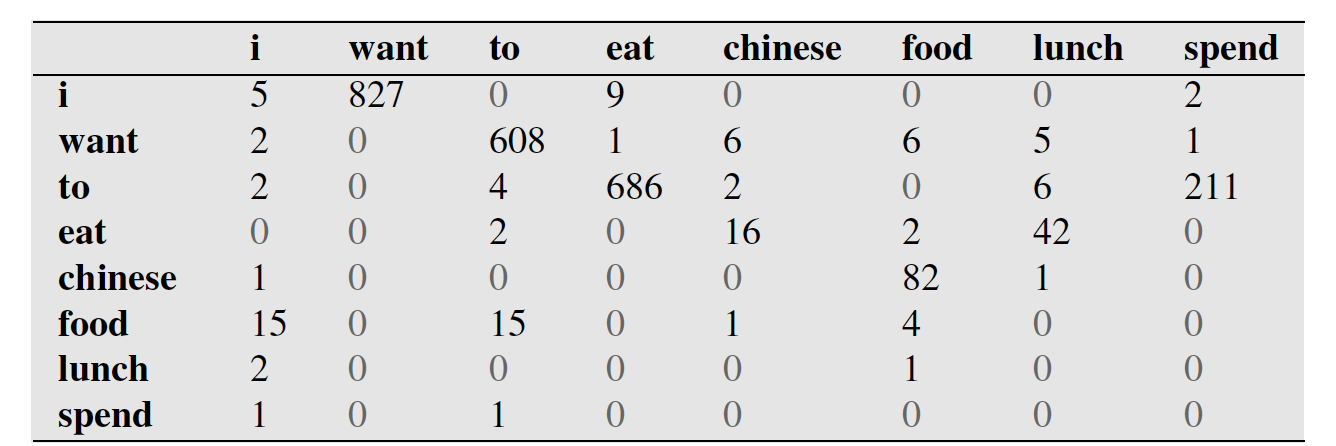 i want to eat chinese food lunch spend
i 5 827 0 9 0 0 0 2
want 2 0 608 1 6 6 5 1
to 2 0 4 686 2 0 6 211
eat 0 0 2 0 16 2 42 0
chinese 1 0 0 0 0 82 1 0
food 15 0 15 0 1 4 0 0
lunch 2 0 0 0 0 1 0 0
spend 1 0 1 0 0 0 0 0